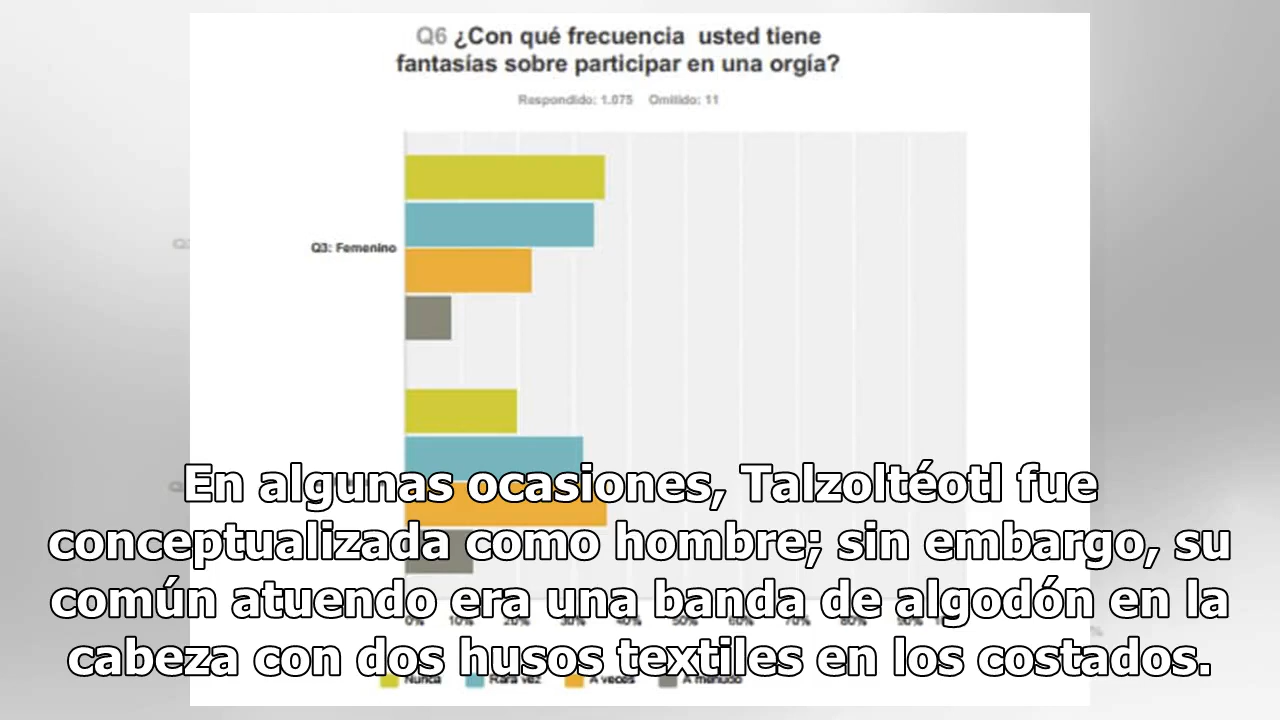 Q6 ¿Con qué frecuencia usted tiene
fantasías sobre participar en una orgía?
Respondido: 1.075 Omitido: 11
Q3: Femenino
En algunas ocasiones, Talzoltéotl fue
conceptualizada como hombre; sin embargo, su
común atuendo era una banda de algodón en la
cabeza con dos husos textiles en los costados.
0% 10% 20% 30% 40% 50% 60% 70% 80% 90%
Nunca Rara vez A veces A menudo